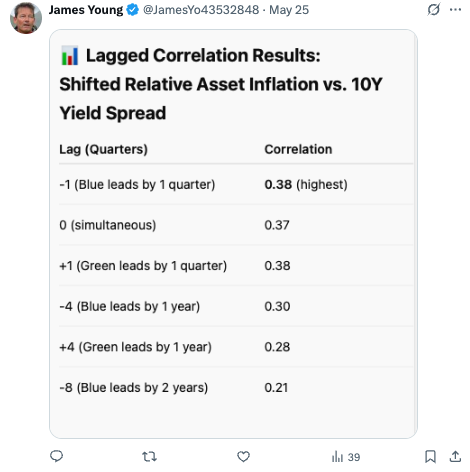 James Young @JamesYo43532848 · May 25
📊 Lagged Correlation Results:
Shifted Relative Asset Inflation vs. 10Y
Yield Spread
Lag (Quarters) Correlation
-1 (Blue leads by 1 quarter) 0.38 (highest)
0 (simultaneous) 0.37
+1 (Green leads by 1 quarter) 0.38
-4 (Blue leads by 1 year) 0.30
+4 (Green leads by 1 year) 0.28
-8 (Blue leads by 2 years) 0.21
39